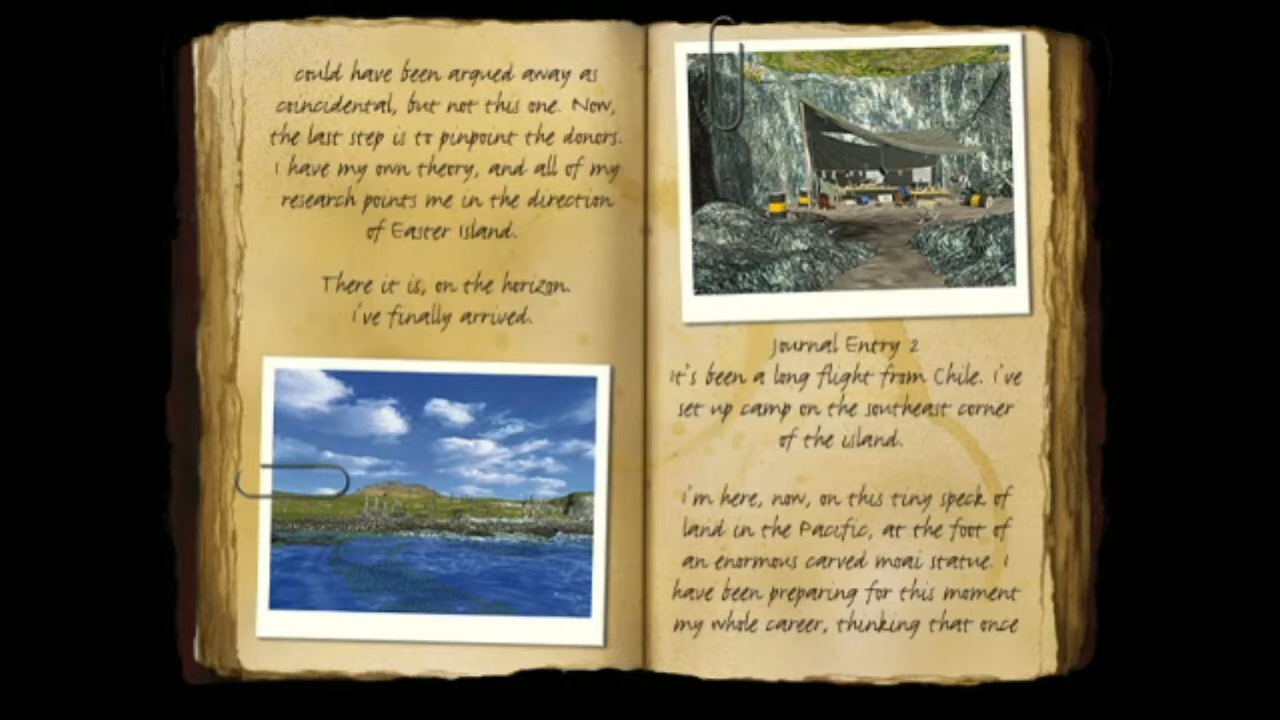 could have been argued away as
coincidental, but not this one. Now,
the last step is to pinpoint the donors.
I have my own theory, and all of my
research points me in the direction
of Easter Island.
There it is, on the horizon.
I've finally arrived.
Journal Entry 2
It's been a long flight from Chile. I've
set up camp on the southeast corner
of the island.
I'm here, now, on this tiny speck of
land in the Pacific, at the foot of
an enormous carved moai statue. I
have been preparing for this moment
my whole career, thinking that once